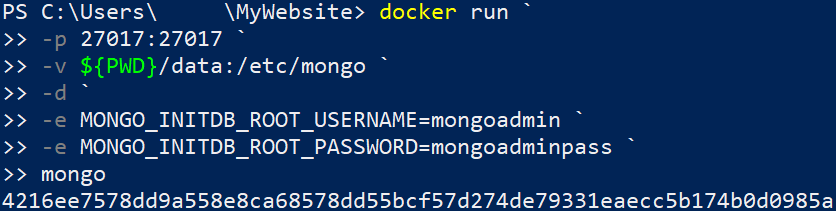 PS C:\Users\ \MyWebsite> docker run `
>> -p 27017:27017 `
>> -v ${PWD}/data:/etc/mongo `
>> -d `
>> -e MONGO_INITDB_ROOT_USERNAME=mongoadmin `
>> -e MONGO_INITDB_ROOT_PASSWORD=mongoadminpass `
>> mongo
4216ee7578dd9a558e8ca68578dd55bcf57d274de79331eaecc5b174b0d0985a